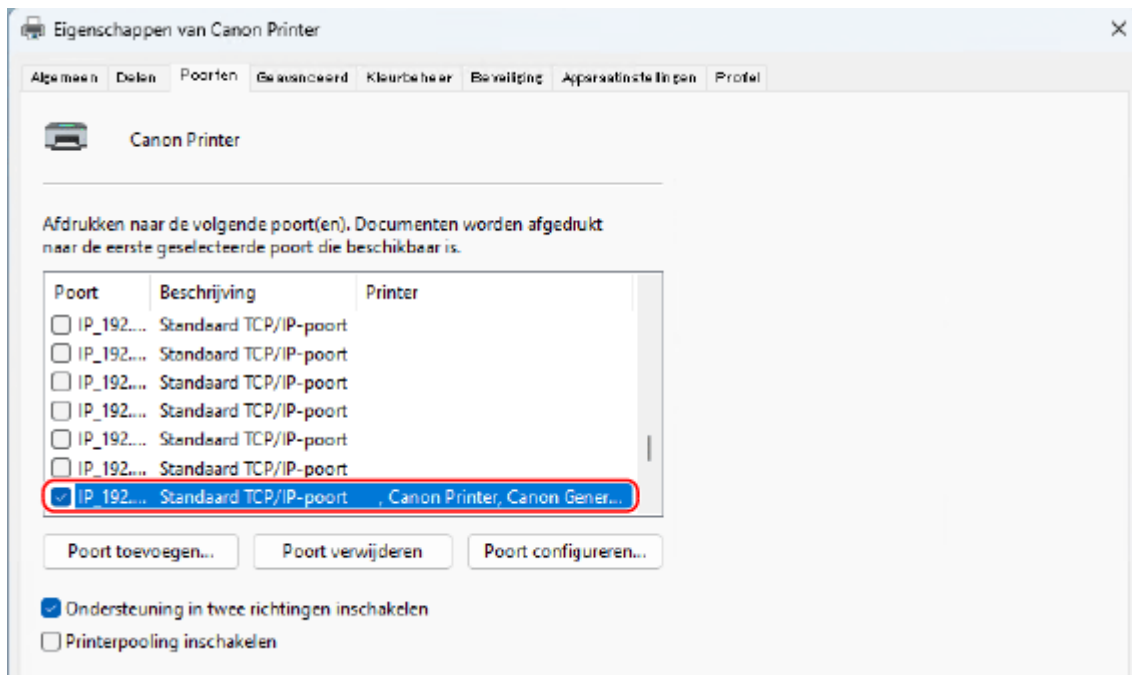 Eigenschappen van Canon Printer
Algemeen Delen Poorten Geavanceerd Kleurbeheer Beveiliging Apparaatinstellingen Profiel
Canon Printer
Afdrukken naar de volgende poort(en). Documenten worden afgedrukt
naar de eerste geselecteerde poort die beschikbaar is.
Poort Beschrijving Printer
IP_192.... Standaard TCP/IP-poort
IP_192.... Standaard TCP/IP-poort
IP_192.... Standaard TCP/IP-poort
IP_192.... Standaard TCP/IP-poort
IP_192.... Standaard TCP/IP-poort
IP_192.... Standaard TCP/IP-poort
IP_192.... Standaard TCP/IP-poort , Canon Printer, Canon Gener...
Poort toevoegen... Poort verwijderen Poort configureren...
Ondersteuning in twee richtingen inschakelen
Printerpooling inschakelen